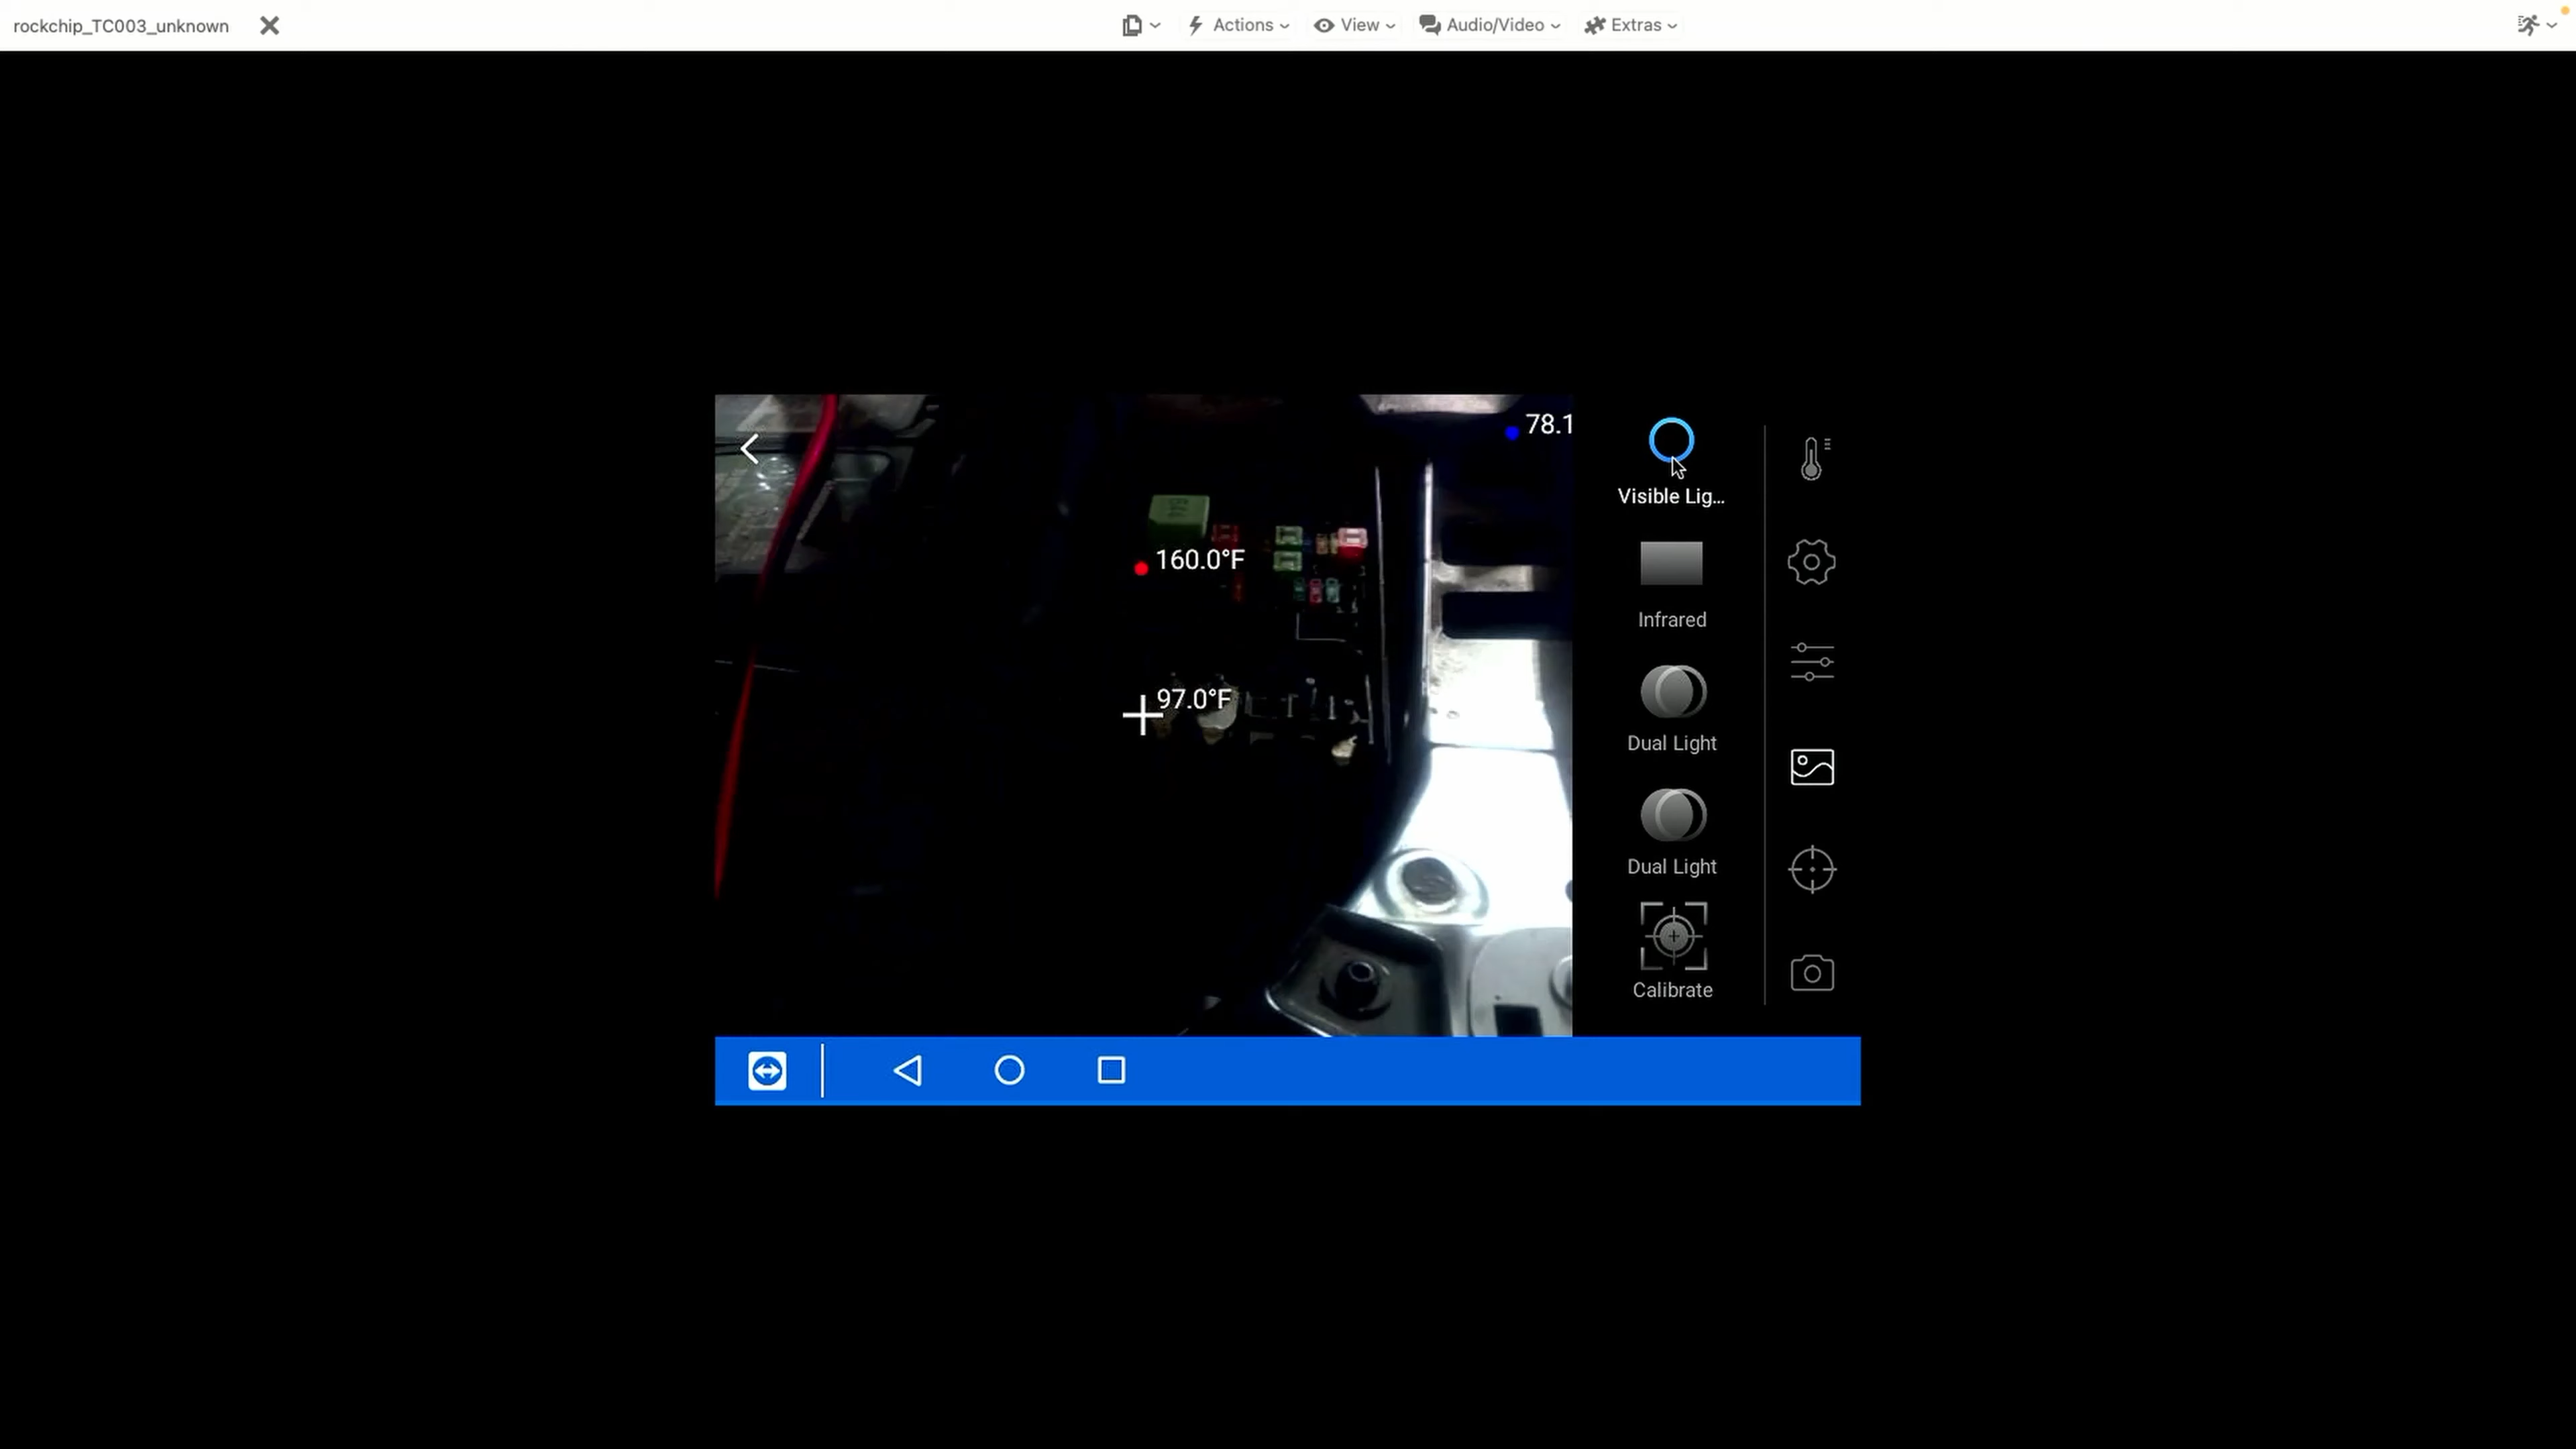 rockchip_TC003_unknown
Actions
View
Audio/Video
Extras
78.1
Visible Lig...
160.0°F
Infrared
97.0°F
Dual Light
Dual Light
Calibrate